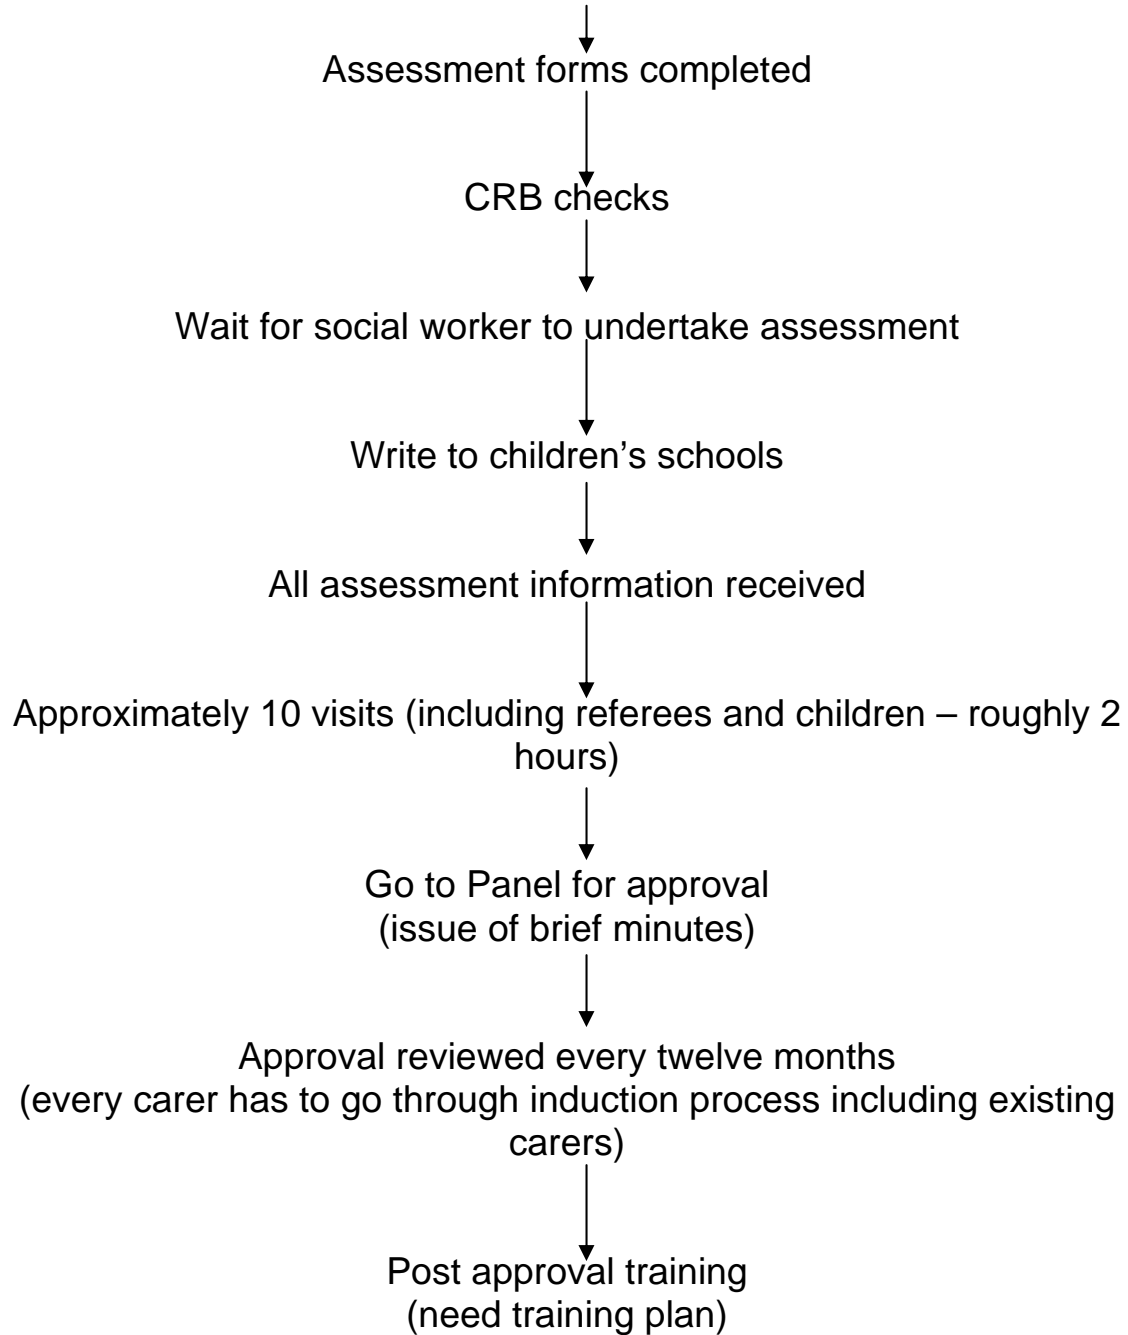 Assessment forms completed
CRB checks
Wait for social worker to undertake assessment
Write to children’s schools
All assessment information received
Approximately 10 visits (including referees and children – roughly 2
hours)
Go to Panel for approval
(issue of brief minutes)
Approval reviewed every twelve months
(every carer has to go through induction process including existing
carers)
Post approval training
(need training plan)